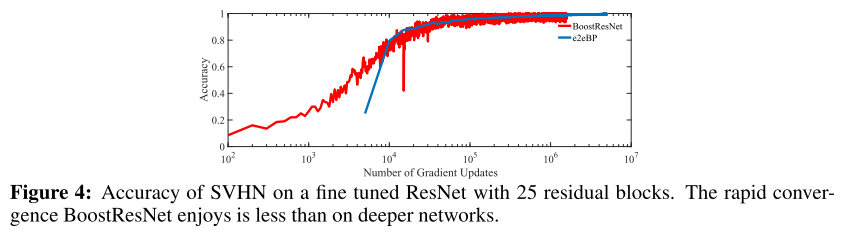 1
0.8
0.6
0.4
0.2
0
Accuracy
BoostResNet
e2eBP
10^2 10^3 10^4 10^5 10^6 10^7
Number of Gradient Updates
Figure 4: Accuracy of SVHN on a fine tuned ResNet with 25 residual blocks. The rapid conver-
gence BoostResNet enjoys is less than on deeper networks.